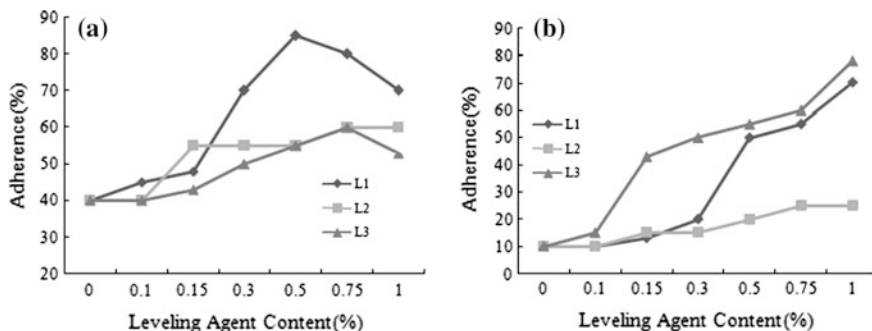 (a)
90
80
70
60
50
40
30
20
Adherence(%)
L1
L2
L3
0 0.1 0.15 0.3 0.5 0.75 1
Leveling Agent Content(%)
(b)
90
80
70
60
50
40
30
20
10
0
Adherence(%)
L1
L2
L3
0 0.1 0.15 0.3 0.5 0.75 1
Leveling Agent Content(%)